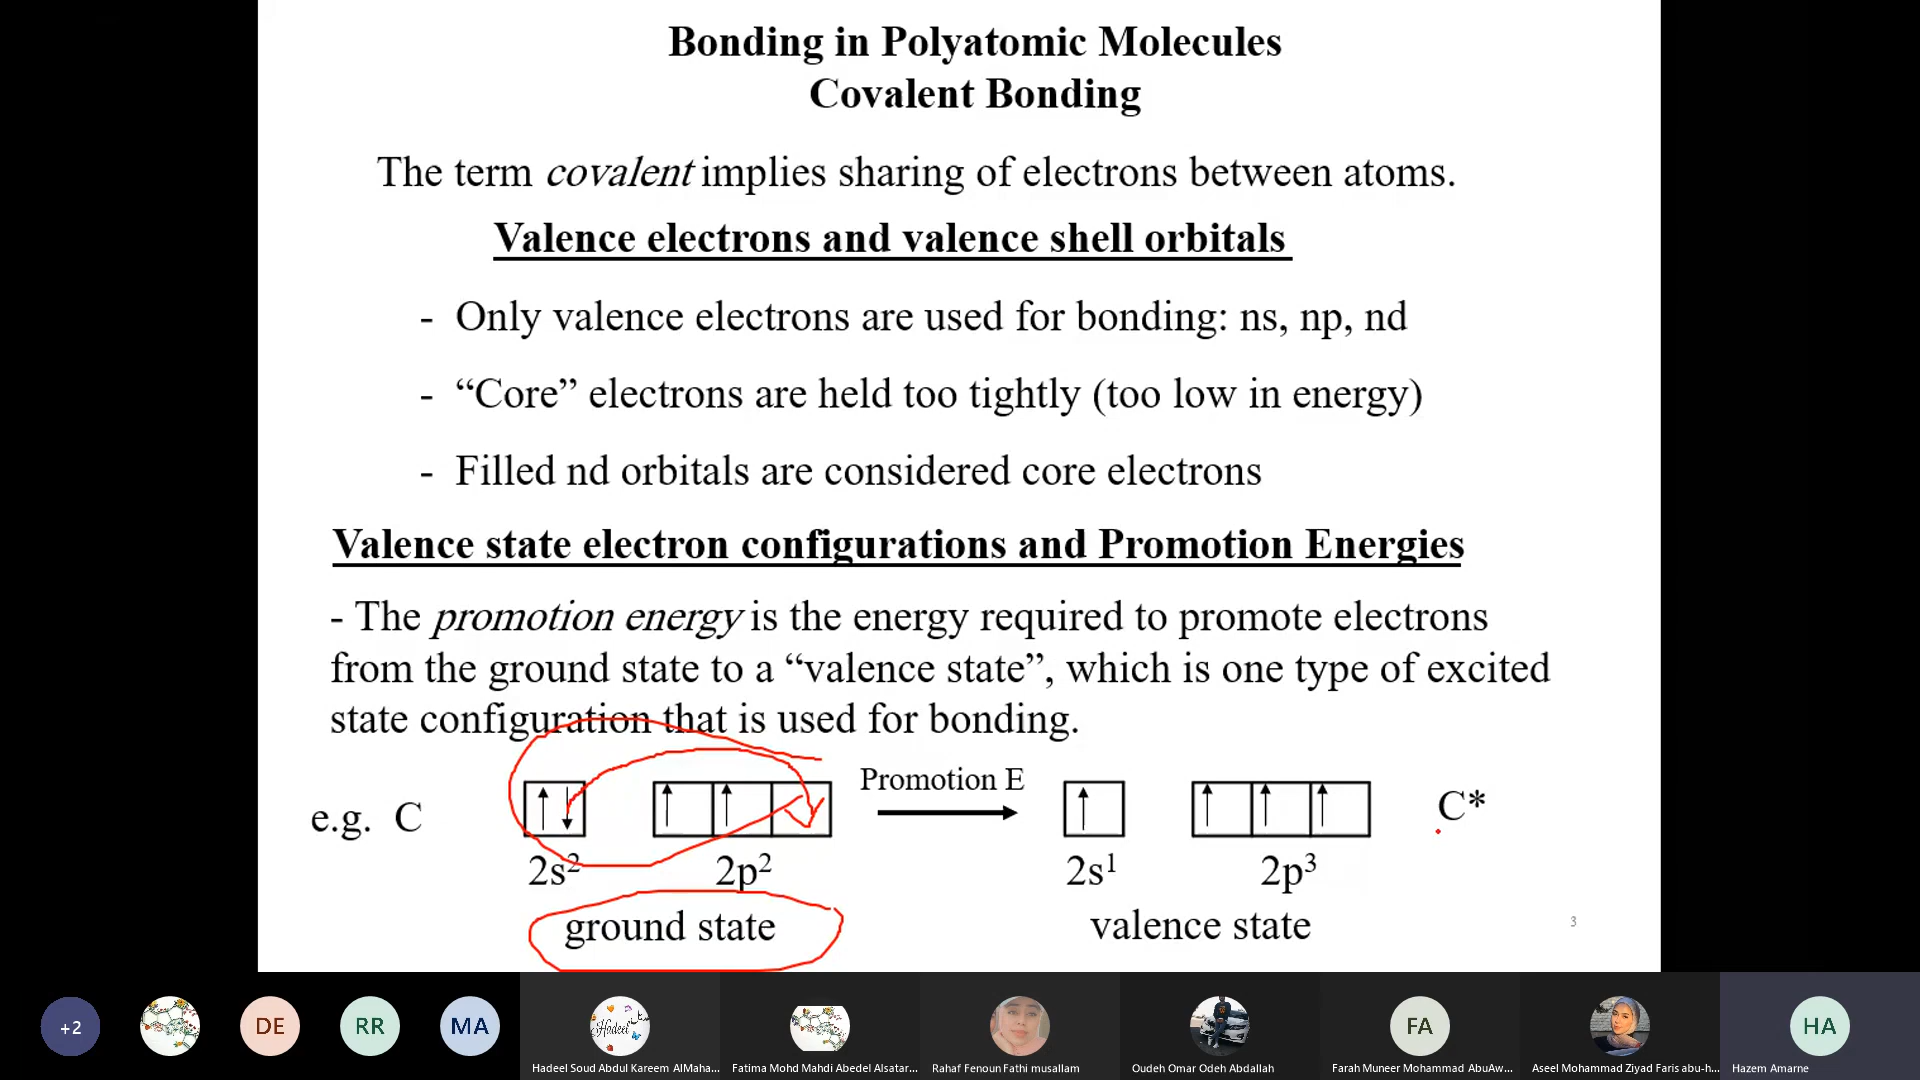 Bonding in Polyatomic Molecules
Covalent Bonding
The term covalent implies sharing of electrons between atoms.
Valence electrons and valence shell orbitals
- Only valence electrons are used for bonding: ns, np, nd
- “Core” electrons are held too tightly (too low in energy)
- Filled nd orbitals are considered core electrons
Valence state electron configurations and Promotion Energies
- The promotion energy is the energy required to promote electrons
from the ground state to a “valence state”, which is one type of excited
state configuration that is used for bonding.
Promotion E
e.g. C
C*
2s² 2p² 2s¹ 2p³
ground state valence state
3
+2 DE RR MA Hadeel FA HA
Hadeel Soud Abdul Kareem AlMaha... Fatima Mohd Mahdi Abedel Alsatar... Rahaf Fenoun Fathi musallam Oudeh Omar Odeh Abdallah Farah Muneer Mohammad AbuAw... Aseel Mohammad Ziyad Faris abu-h... Hazem Amarne